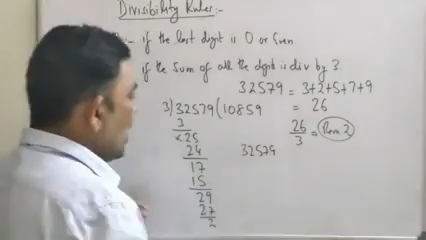 Divisibility Rules:-
:- if the last digit is 0 or Even
if the Sum of all the digits is div by 3.
32579 = 3+2+5+7+9
= 26
26/3 = Rem 2
3)32579(10859
3
×25
24
17
15
29
27
2
32579